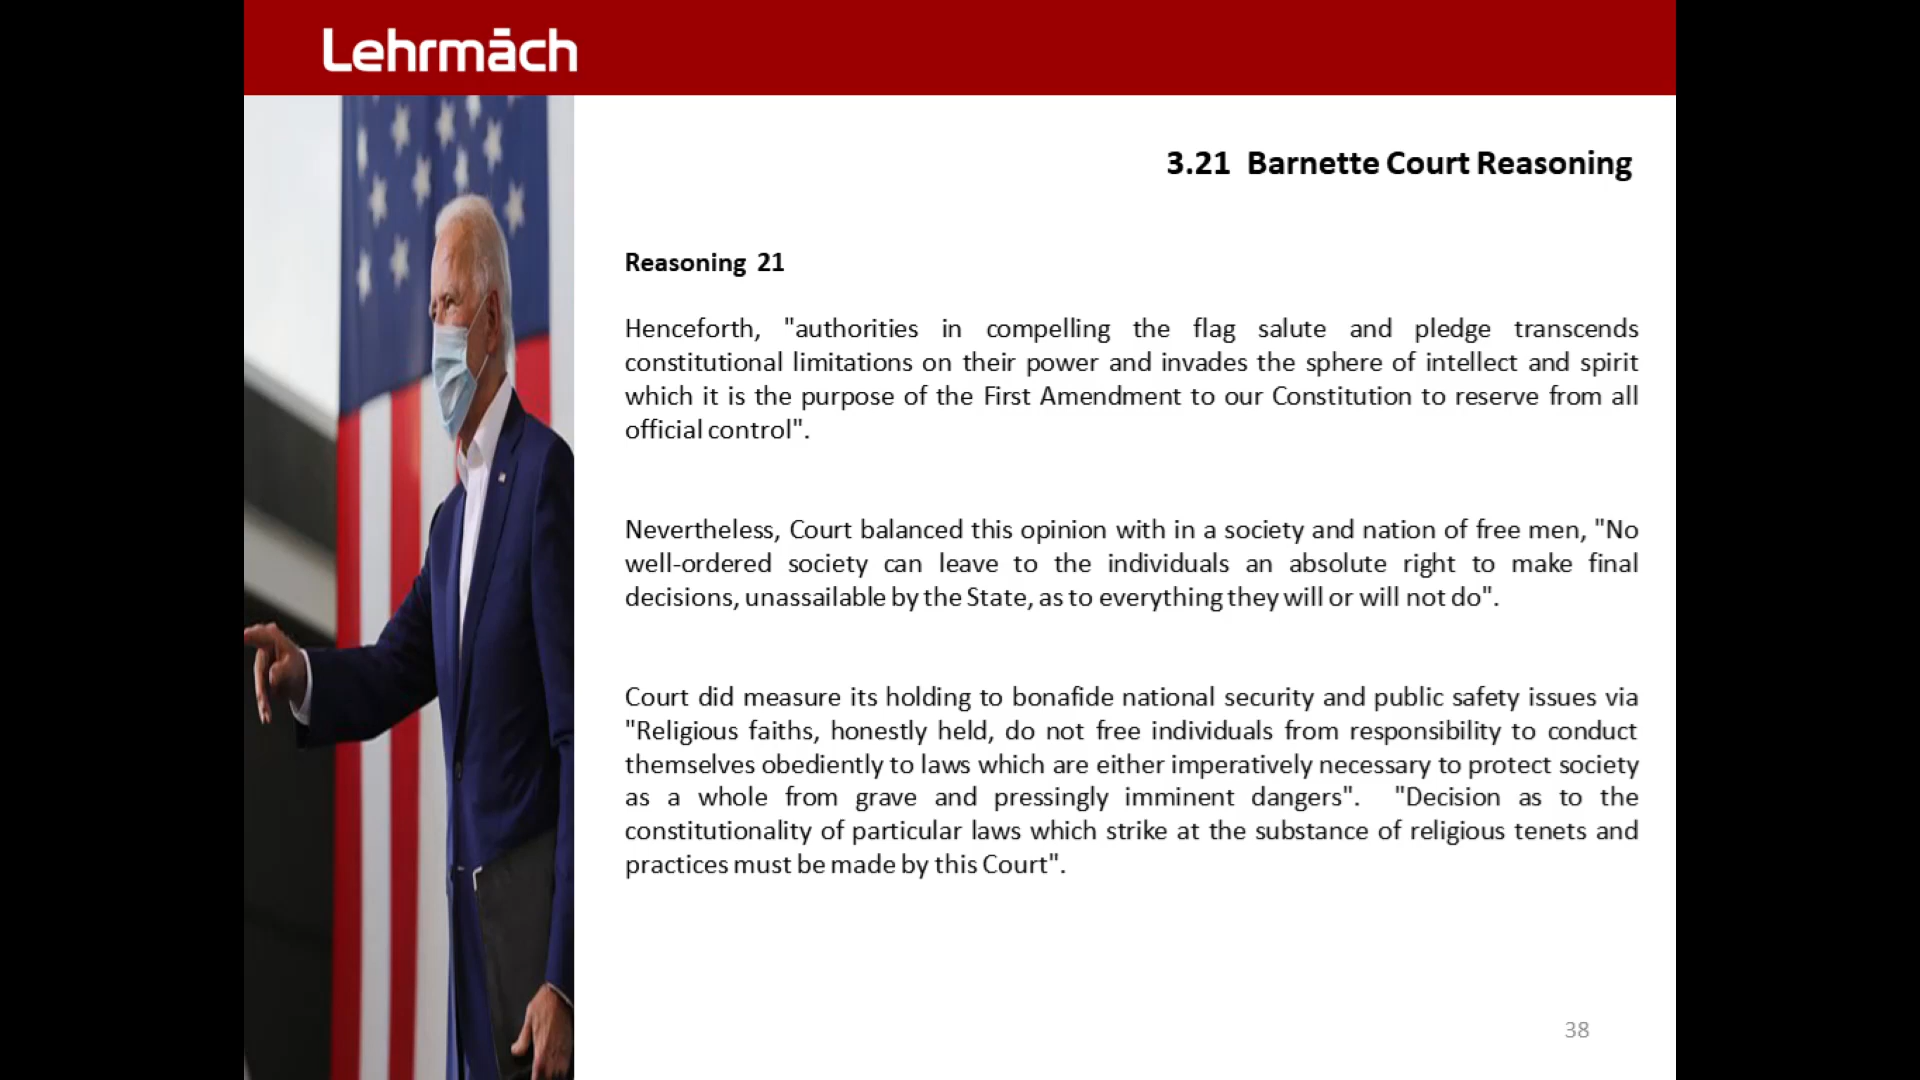 Lehrmāch
3.21 Barnette Court Reasoning
Reasoning 21
Henceforth, "authorities in compelling the flag salute and pledge transcends
constitutional limitations on their power and invades the sphere of intellect and spirit
which it is the purpose of the First Amendment to our Constitution to reserve from all
official control".
Nevertheless, Court balanced this opinion with in a society and nation of free men, "No
well-ordered society can leave to the individuals an absolute right to make final
decisions, unassailable by the State, as to everything they will or will not do".
Court did measure its holding to bonafide national security and public safety issues via
"Religious faiths, honestly held, do not free individuals from responsibility to conduct
themselves obediently to laws which are either imperatively necessary to protect society
as a whole from grave and pressingly imminent dangers". "Decision as to the
constitutionality of particular laws which strike at the substance of religious tenets and
practices must be made by this Court".
38